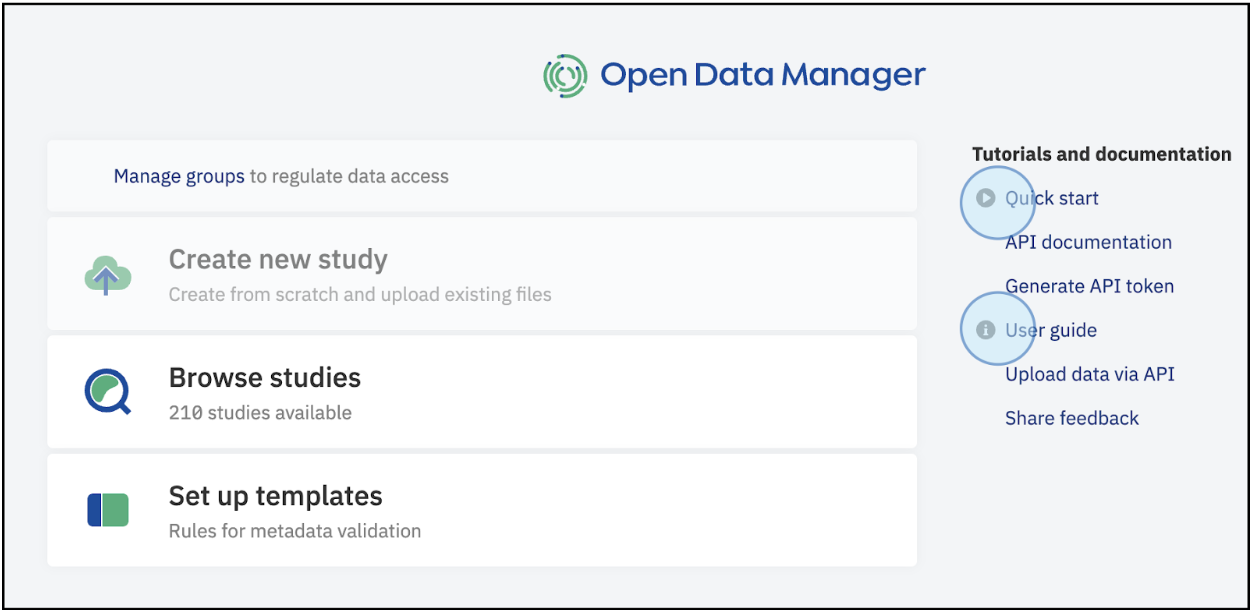 Open Data Manager
Manage groups to regulate data access
Create new study
Create from scratch and upload existing files
Browse studies
210 studies available
Set up templates
Rules for metadata validation
Tutorials and documentation
Quick start
API documentation
Generate API token
User guide
Upload data via API
Share feedback